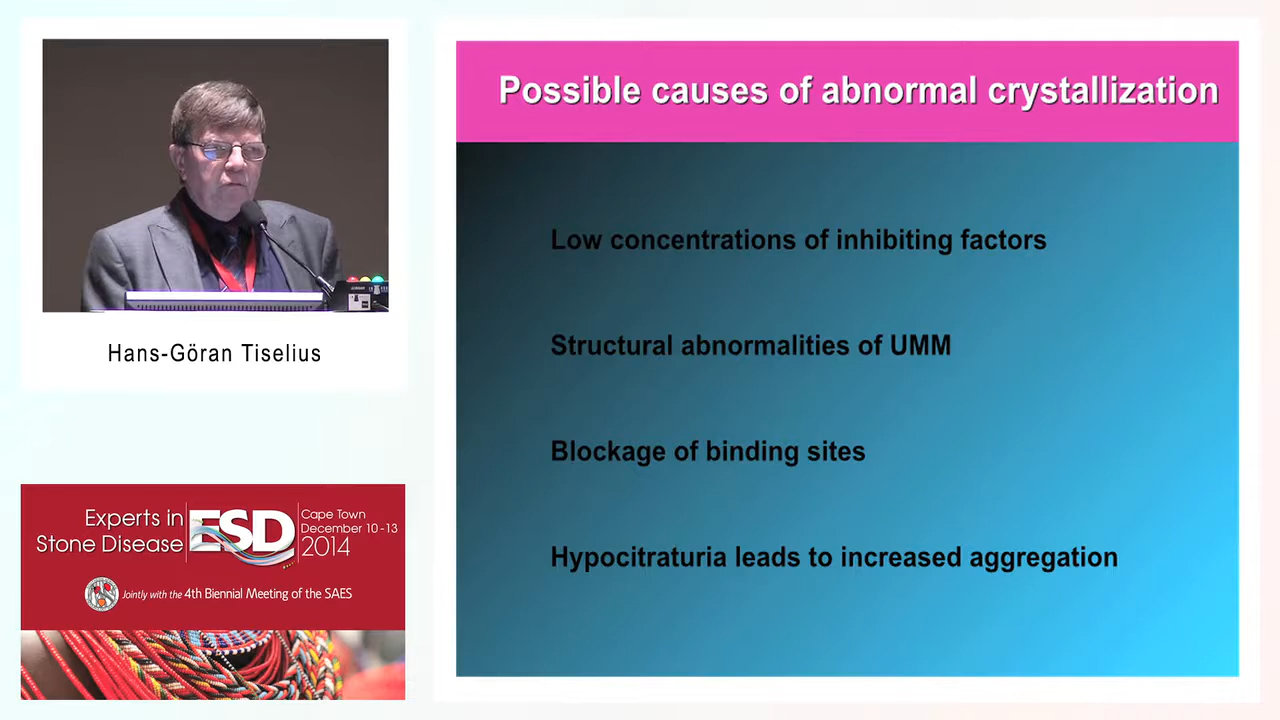 Hans-Göran Tiselius
Experts in
Stone Disease
ESD
Cape Town
December 10-13
2014
Jointly with the 4th Biennial Meeting of the SAES
Possible causes of abnormal crystallization
Low concentrations of inhibiting factors
Structural abnormalities of UMM
Blockage of binding sites
Hypocitraturia leads to increased aggregation